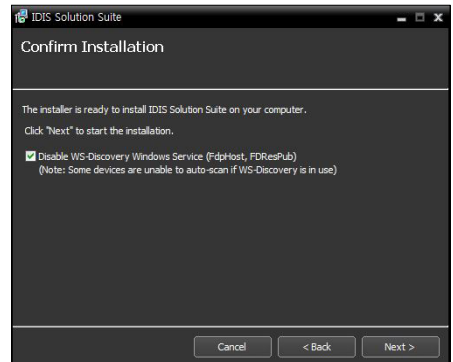 IDIS Solution Suite
Confirm Installation
The installer is ready to install IDIS Solution Suite on your computer.
Click "Next" to start the installation.
Disable WS-Discovery Windows Service (FdpHost, FDResPub)
(Note: Some devices are unable to auto-scan if WS-Discovery is in use)
Cancel
< Back
Next >